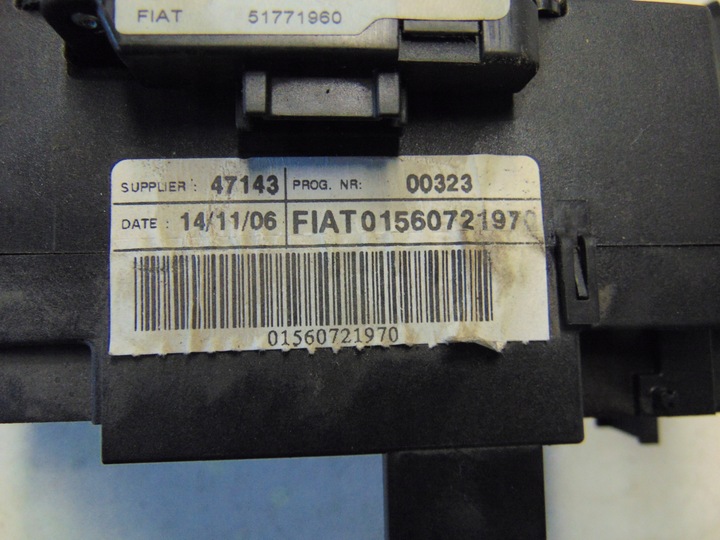 FIAT 51771960
SUPPLIER : 47143 PROG. NR: 00323
DATE : 14/11/06 FIAT 01560721970
01560721970